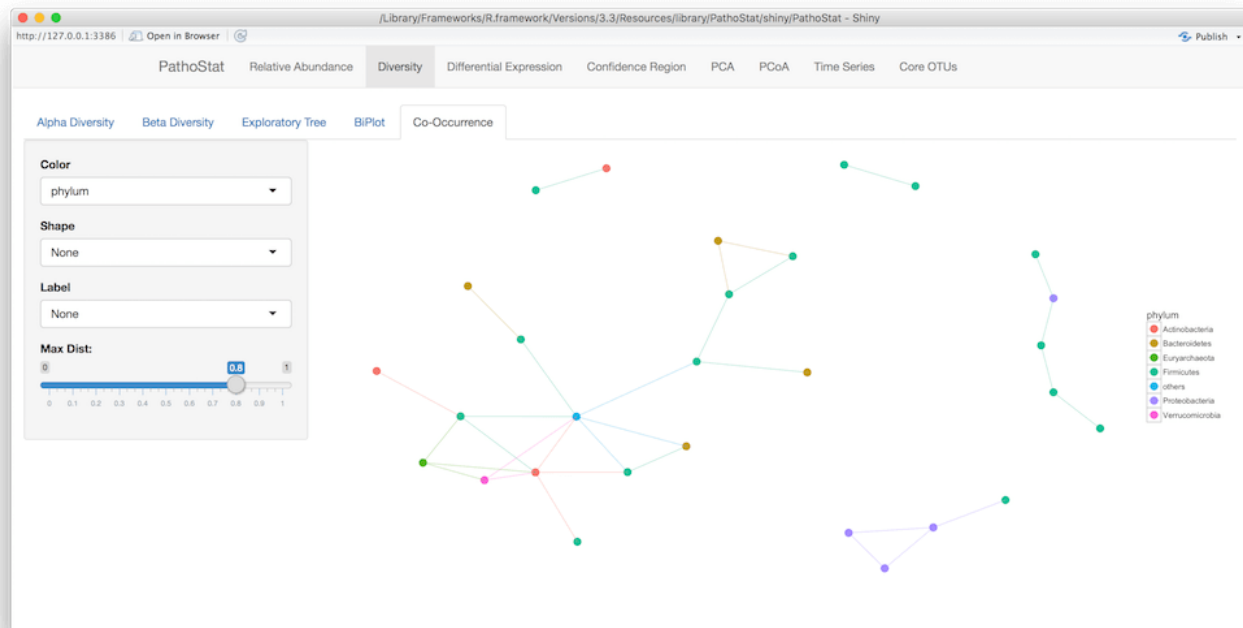 /Library/Frameworks/R.framework/Versions/3.3/Resources/library/PathoStat/shiny/PathoStat - Shiny
http://127.0.0.1:3386 Open in Browser Publish
PathoStat Relative Abundance Diversity Differential Expression Confidence Region PCA PCoA Time Series Core OTUs
Alpha Diversity Beta Diversity Exploratory Tree BiPlot Co-Occurrence
Color
phylum
Shape
None
Label
None
Max Dist:
0 0.8 1
0 0.1 0.2 0.3 0.4 0.5 0.6 0.7 0.8 0.9 1
phylum
Actinobacteria
Bacteroidetes
Euryarchaeota
Firmicutes
others
Proteobacteria
Verrucomicrobia